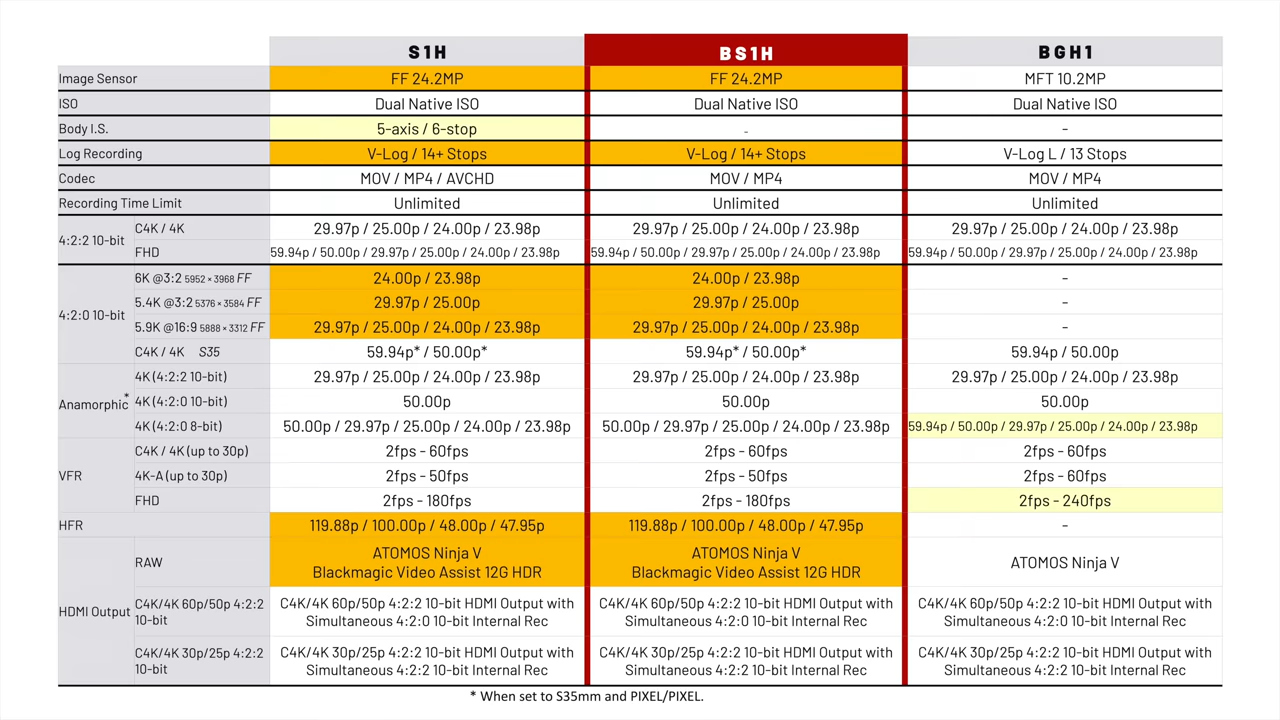 S1H BS1H BGH1
Image Sensor FF 24.2MP FF 24.2MP MFT 10.2MP
ISO Dual Native ISO Dual Native ISO Dual Native ISO
Body I.S. 5-axis / 6-stop - -
Log Recording V-Log / 14+ Stops V-Log / 14+ Stops V-Log L / 13 Stops
Codec MOV / MP4 / AVCHD MOV / MP4 MOV / MP4
Recording Time Limit Unlimited Unlimited Unlimited
4:2:2 10-bit
C4K / 4K 29.97p / 25.00p / 24.00p / 23.98p 29.97p / 25.00p / 24.00p / 23.98p 29.97p / 25.00p / 24.00p / 23.98p
FHD 59.94p / 50.00p / 29.97p / 25.00p / 24.00p / 23.98p 59.94p / 50.00p / 29.97p / 25.00p / 24.00p / 23.98p 59.94p / 50.00p / 29.97p / 25.00p / 24.00p / 23.98p
4:2:0 10-bit
6K @3:2 5952 × 3968 FF 24.00p / 23.98p 24.00p / 23.98p -
5.4K @3:2 5376 × 3584 FF 29.97p / 25.00p 29.97p / 25.00p -
5.9K @16:9 5888 × 3312 FF 29.97p / 25.00p / 24.00p / 23.98p 29.97p / 25.00p / 24.00p / 23.98p -
C4K / 4K S35 59.94p* / 50.00p* 59.94p* / 50.00p* 59.94p / 50.00p
Anamorphic*
4K (4:2:2 10-bit) 29.97p / 25.00p / 24.00p / 23.98p 29.97p / 25.00p / 24.00p / 23.98p 29.97p / 25.00p / 24.00p / 23.98p
4K (4:2:0 10-bit) 50.00p 50.00p 50.00p
4K (4:2:0 8-bit) 50.00p / 29.97p / 25.00p / 24.00p / 23.98p 50.00p / 29.97p / 25.00p / 24.00p / 23.98p 59.94p / 50.00p / 29.97p / 25.00p / 24.00p / 23.98p
VFR
C4K / 4K (up to 30p) 2fps - 60fps 2fps - 60fps 2fps - 60fps
4K-A (up to 30p) 2fps - 50fps 2fps - 50fps 2fps - 60fps
FHD 2fps - 180fps 2fps - 180fps 2fps - 240fps
HFR 119.88p / 100.00p / 48.00p / 47.95p 119.88p / 100.00p / 48.00p / 47.95p -
HDMI Output
RAW ATOMOS Ninja V ATOMOS Ninja V ATOMOS Ninja V
Blackmagic Video Assist 12G HDR Blackmagic Video Assist 12G HDR
C4K/4K 60p/50p 4:2:2 C4K/4K 60p/50p 4:2:2 10-bit HDMI Output with C4K/4K 60p/50p 4:2:2 10-bit HDMI Output with C4K/4K 60p/50p 4:2:2 10-bit HDMI Output with
10-bit Simultaneous 4:2:0 10-bit Internal Rec Simultaneous 4:2:0 10-bit Internal Rec Simultaneous 4:2:0 10-bit Internal Rec
C4K/4K 30p/25p 4:2:2 C4K/4K 30p/25p 4:2:2 10-bit HDMI Output with C4K/4K 30p/25p 4:2:2 10-bit HDMI Output with C4K/4K 30p/25p 4:2:2 10-bit HDMI Output with
10-bit Simultaneous 4:2:2 10-bit Internal Rec Simultaneous 4:2:2 10-bit Internal Rec Simultaneous 4:2:2 10-bit Internal Rec
* When set to S35mm and PIXEL/PIXEL.